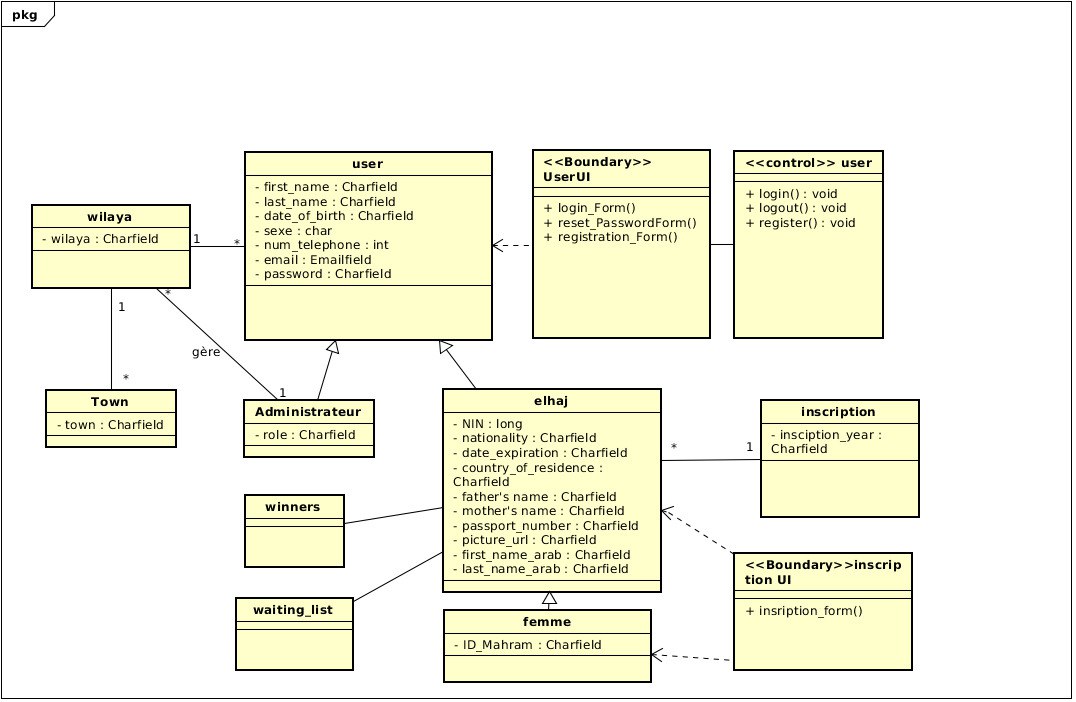 pkg
user
- first_name : Charfield
- last_name : Charfield
- date_of_birth : Charfield
- sexe : char
- num_telephone : int
- email : Emailfield
- password : Charfield
<<Boundary>>
UserUI
+ login_Form()
+ reset_PasswordForm()
+ registration_Form()
<<control>> user
+ login() : void
+ logout() : void
+ register() : void
wilaya
- wilaya : Charfield
1
*
1
*
*
gère
1
Town
- town : Charfield
Administrateur
- role : Charfield
elhaj
- NIN : long
- nationality : Charfield
- date_expiration : Charfield
- country_of_residence :
Charfield
- father's name : Charfield
- mother's name : Charfield
- passport_number : Charfield
- picture_url : Charfield
- first_name_arab : Charfield
- last_name_arab : Charfield
*
1
inscription
- insciption_year :
Charfield
winners
waiting_list
femme
- ID_Mahram : Charfield
<<Boundary>>inscrip
tion UI
+ insription_form()